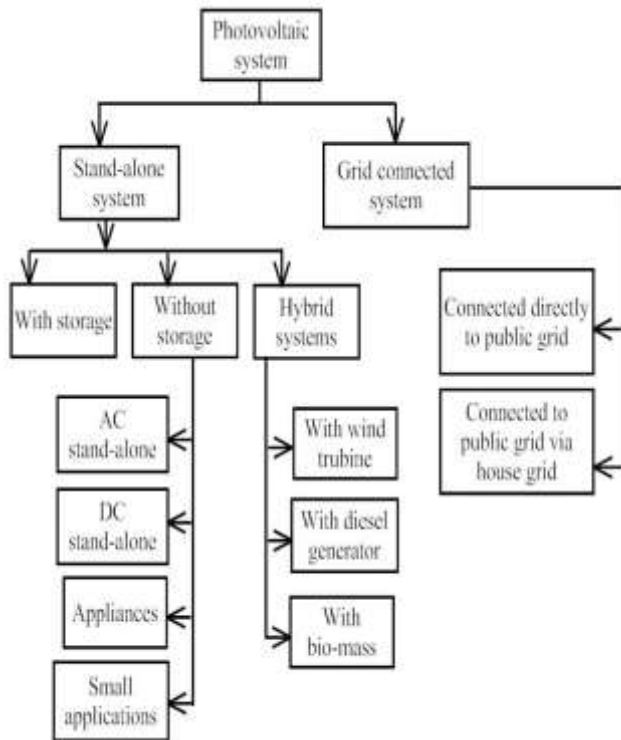 Photovoltaic
system
Stand-alone
system
Grid connected
system
With storage
Without
storage
Hybrid
systems
Connected directly
to public grid
AC
stand-alone
With wind
trubine
Connected to
public grid via
house grid
DC
stand-alone
With diesel
generator
Appliances
With
bio-mass
Small
applications